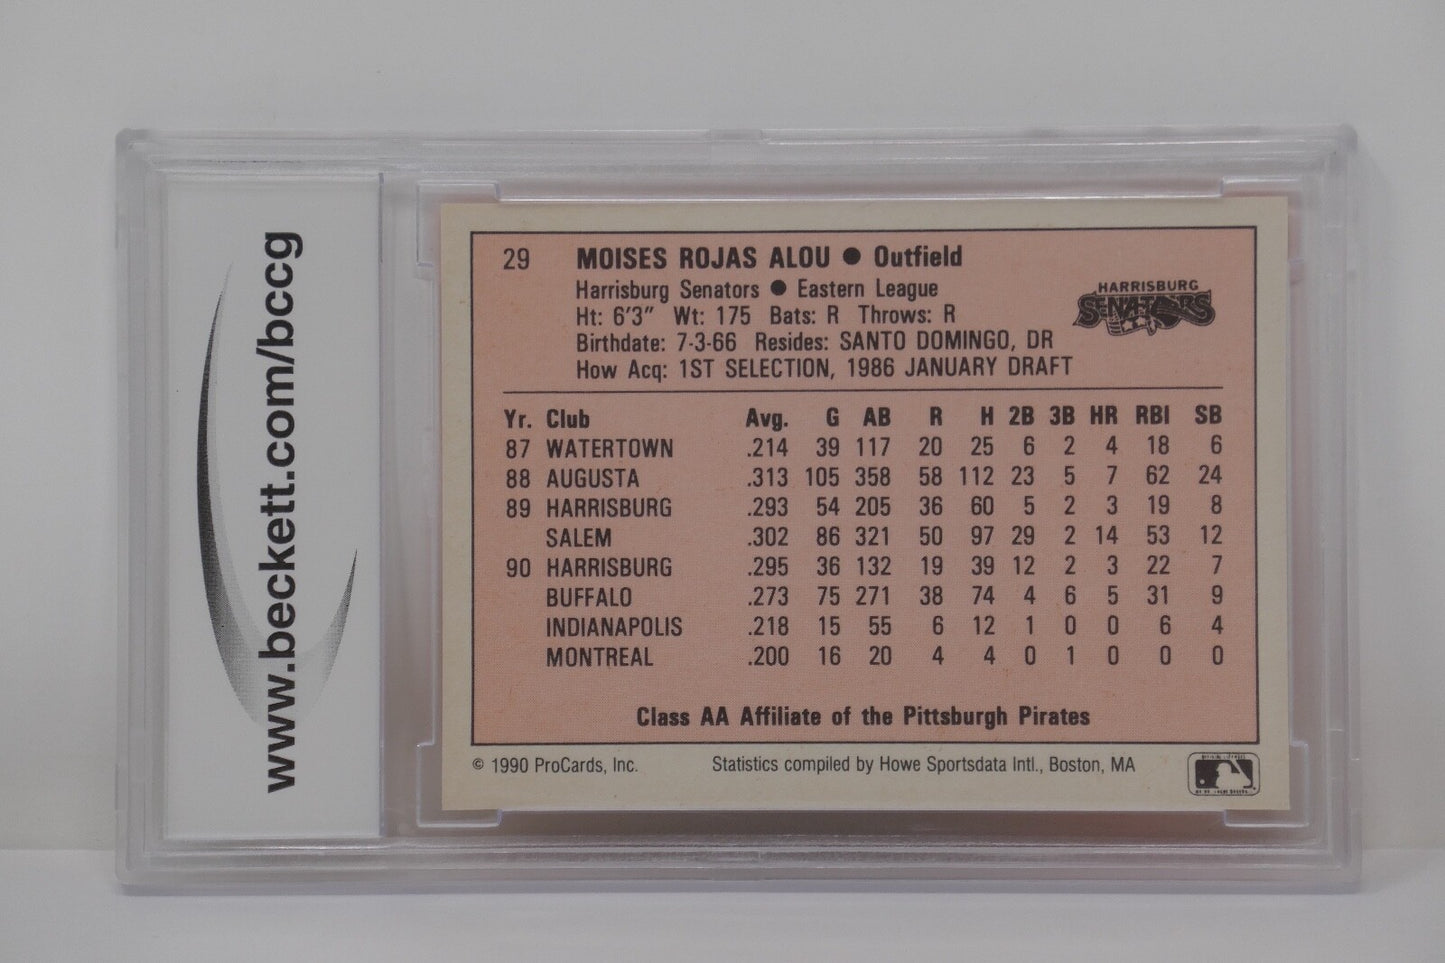 www.beckett.com/bccg
29 MOISES ROJAS ALOU ● Outfield
Harrisburg Senators ● Eastern League
HARRISBURG
SENATORS
Ht: 6'3" Wt: 175 Bats: R Throws: R
Birthdate: 7-3-66 Resides: SANTO DOMINGO, DR
How Acq: 1ST SELECTION, 1986 JANUARY DRAFT
Yr. Club Avg. G AB R H 2B 3B HR RBI SB
87 WATERTOWN .214 39 117 20 25 6 2 4 18 6
88 AUGUSTA .313 105 358 58 112 23 5 7 62 24
89 HARRISBURG .293 54 205 36 60 5 2 3 19 8
SALEM .302 86 321 50 97 29 2 14 53 12
90 HARRISBURG .295 36 132 19 39 12 2 3 22 7
BUFFALO .273 75 271 38 74 4 6 5 31 9
INDIANAPOLIS .218 15 55 6 12 1 0 0 6 4
MONTREAL .200 16 20 4 4 0 1 0 0 0
Class AA Affiliate of the Pittsburgh Pirates
© 1990 ProCards, Inc. Statistics compiled by Howe Sportsdata Intl., Boston, MA